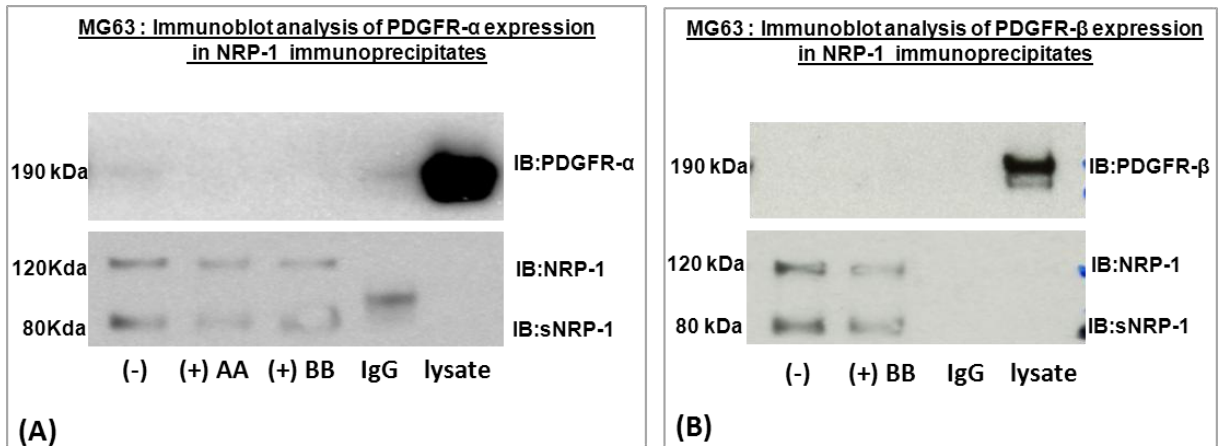 MG63 : Immunoblot analysis of PDGFR-α expression
in NRP-1 immunoprecipitates
190 kDa
IB:PDGFR-α
120Kda
IB:NRP-1
80Kda
IB:sNRP-1
(-) (+) AA (+) BB IgG lysate
(A)
MG63 : Immunoblot analysis of PDGFR-β expression
in NRP-1 immunoprecipitates
190 kDa
IB:PDGFR-β
120 kDa
IB:NRP-1
80 kDa
IB:sNRP-1
(-) (+) BB IgG lysate
(B)